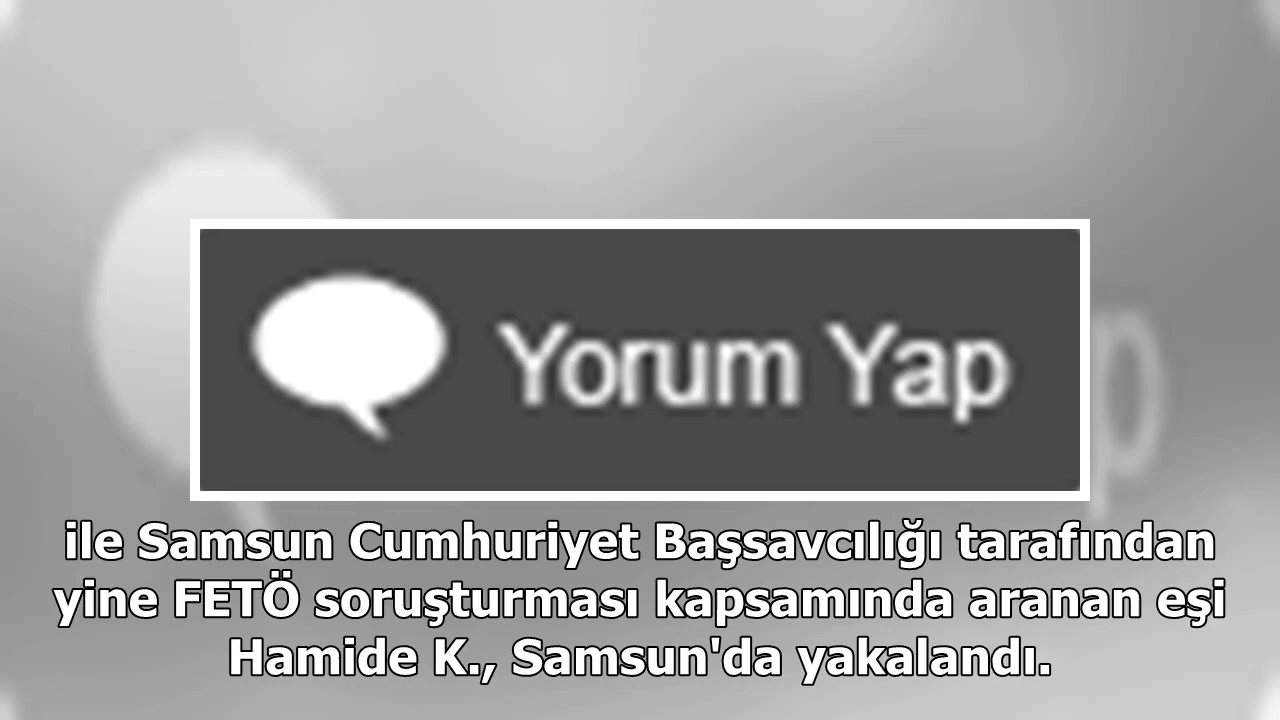 Yorum Yap
ile Samsun Cumhuriyet Başsavcılığı tarafından
yine FETÖ soruşturması kapsamında aranan eşi
Hamide K., Samsun'da yakalandı.